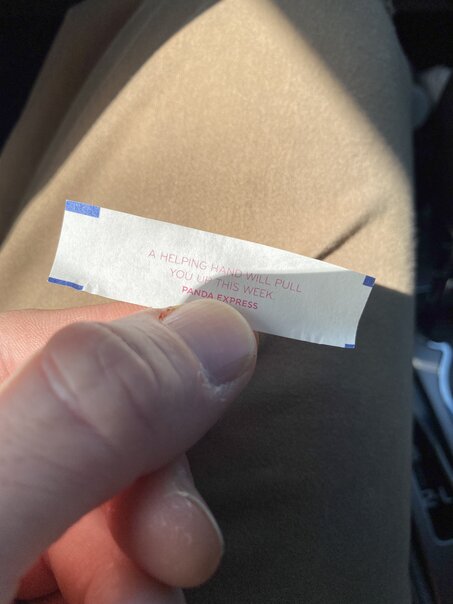 A HELPING HAND WILL PULL
YOU UP THIS WEEK.
PANDA EXPRESS